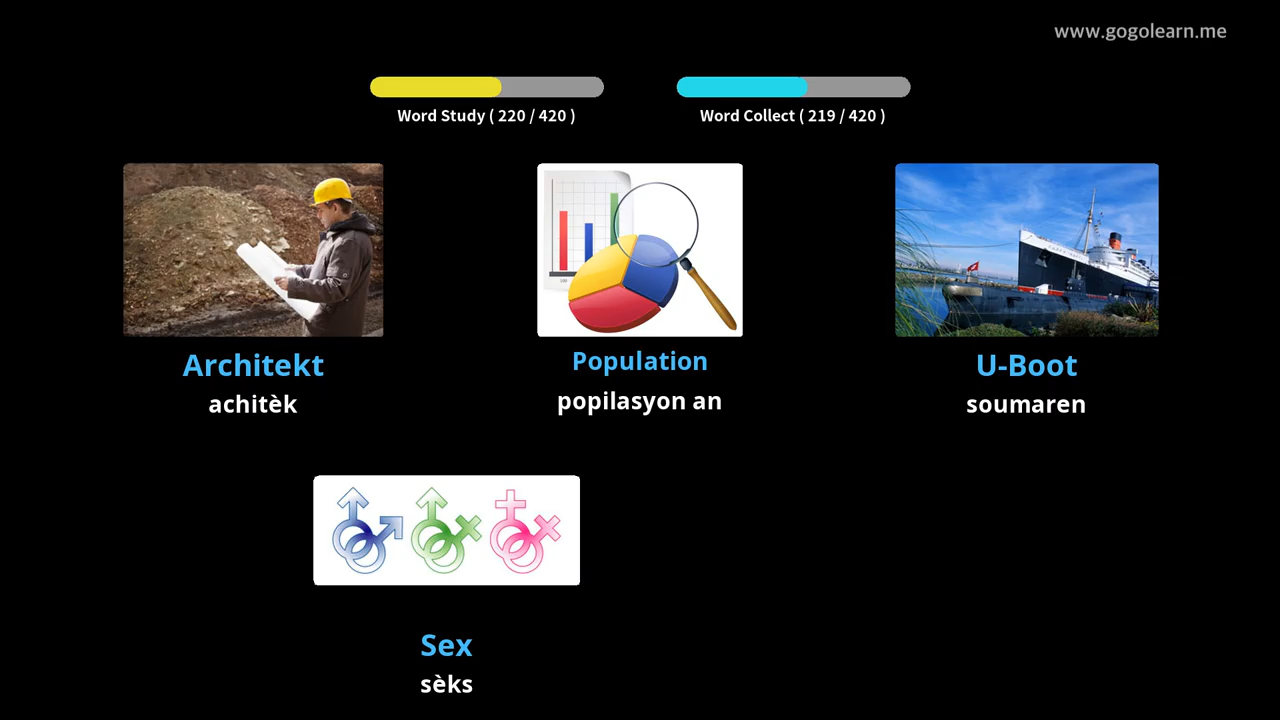 www.gogolearn.me
Word Study ( 220 / 420 )
Word Collect ( 219 / 420 )
Architekt
achitèk
Population
popilasyon an
U-Boot
soumaren
Sex
sèks